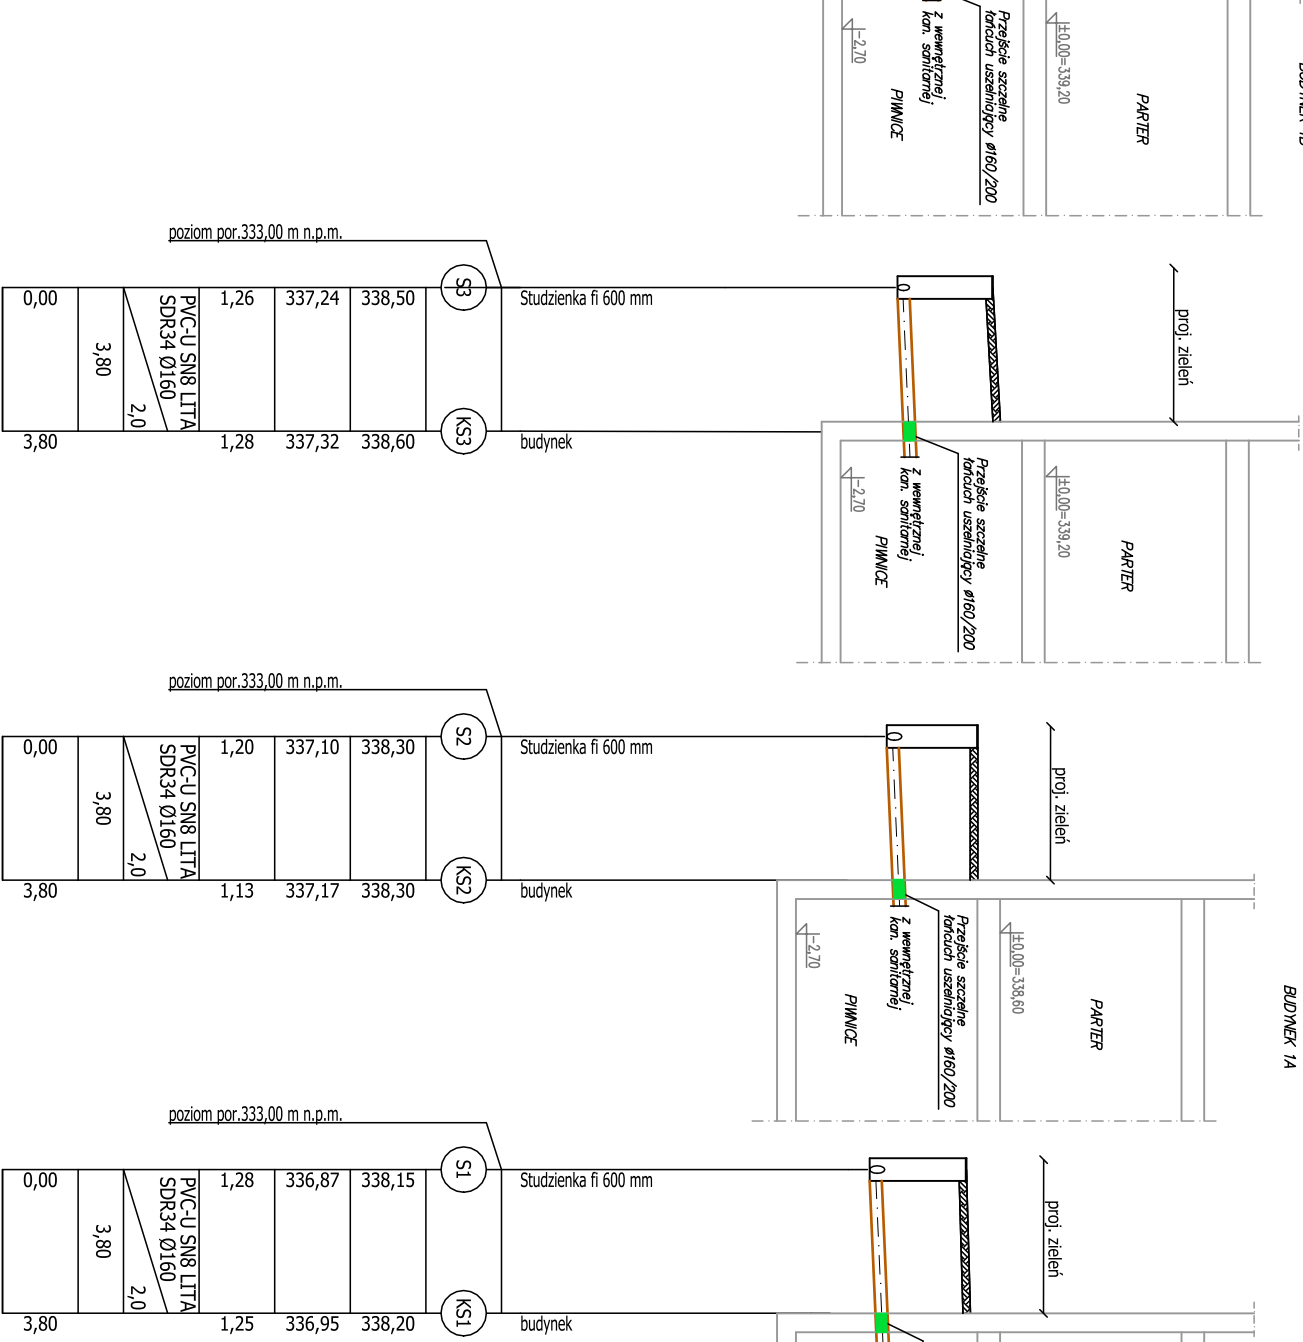 Przejście szczelne
łańcuch uszelniający ø160/200
z wewnętrznej
kan. sanitarnej
-2,70
PIWNICE
±0,00=339,20
PARTER
poziom por.333,00 m n.p.m.
S3
Studzienka fi 600 mm
0,00
1,26
337,24
338,50
PVC-U SN8 LITA
SDR34 Ø160
3,80
2,0
proj. zieleń
KS3
budynek
3,80
1,28
337,32
338,60
Przejście szczelne
łańcuch uszelniający ø160/200
z wewnętrznej
kan. sanitarnej
-2,70
PIWNICE
±0,00=339,20
PARTER
poziom por.333,00 m n.p.m.
S2
Studzienka fi 600 mm
0,00
1,20
337,10
338,30
PVC-U SN8 LITA
SDR34 Ø160
3,80
2,0
proj. zieleń
KS2
budynek
3,80
1,13
337,17
338,30
Przejście szczelne
łańcuch uszelniający ø160/200
z wewnętrznej
kan. sanitarnej
-2,70
PIWNICE
±0,00=338,60
PARTER
BUDYNEK 1A
poziom por.333,00 m n.p.m.
S1
Studzienka fi 600 mm
0,00
1,28
336,87
338,15
PVC-U SN8 LITA
SDR34 Ø160
3,80
2,0
proj. zieleń
KS1
budynek
3,80
1,25
336,95
338,20